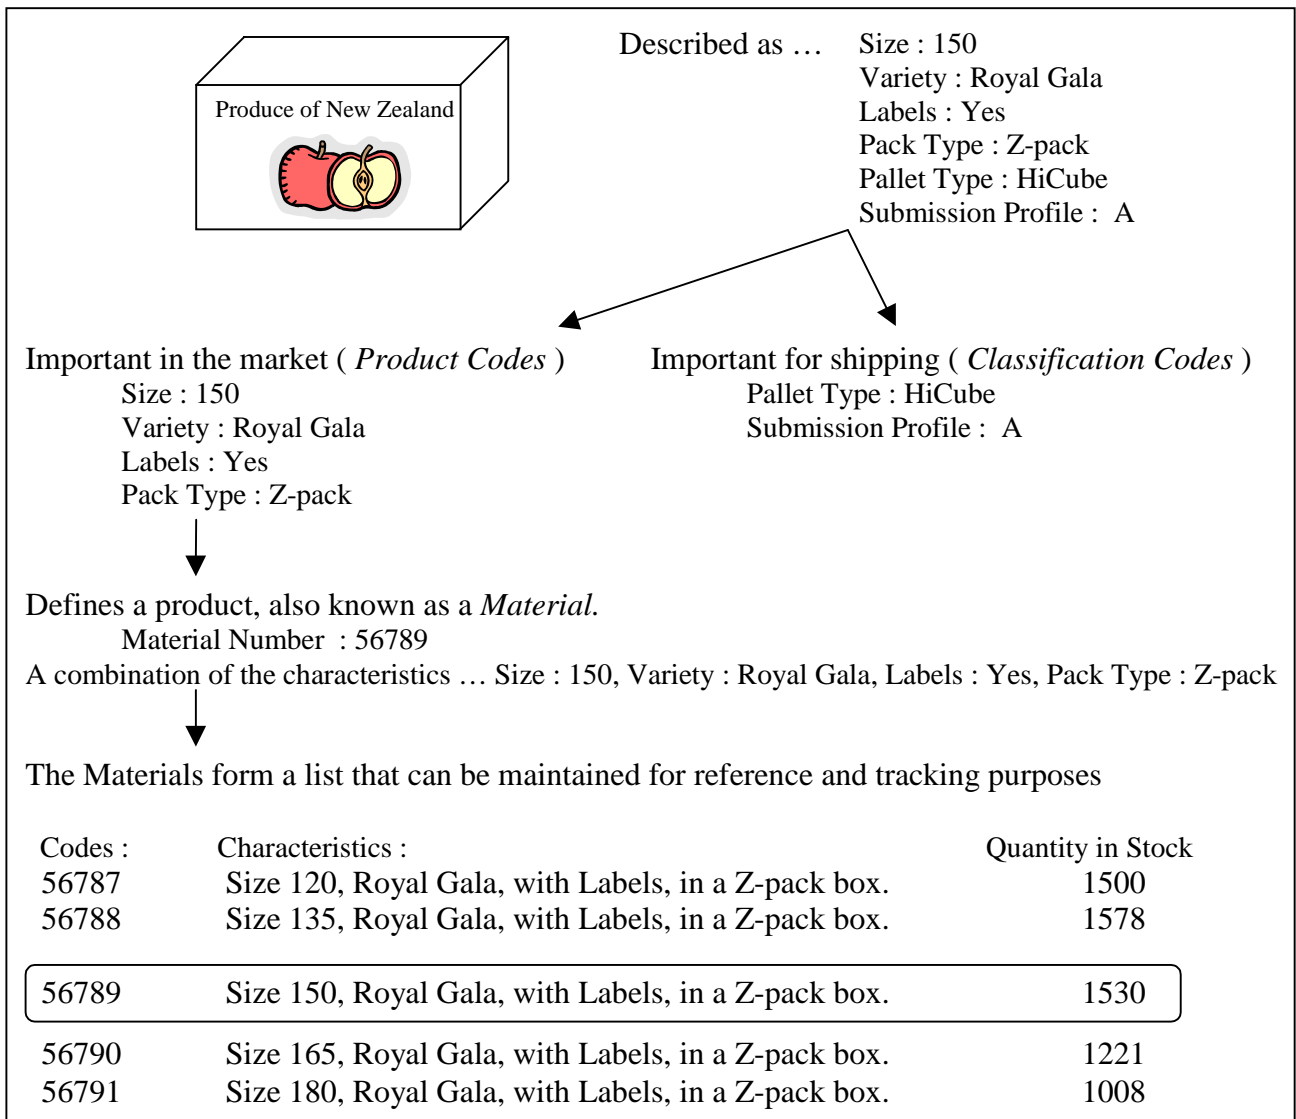 Produce of New Zealand
Described as …
Size : 150
Variety : Royal Gala
Labels : Yes
Pack Type : Z-pack
Pallet Type : HiCube
Submission Profile :  A
Important in the market ( Product Codes )
Size : 150
Variety : Royal Gala
Labels : Yes
Pack Type : Z-pack
Important for shipping ( Classification Codes )
Pallet Type : HiCube
Submission Profile :  A
Defines a product, also known as a Material.
Material Number  : 56789
A combination of the characteristics … Size : 150, Variety : Royal Gala, Labels : Yes, Pack Type : Z-pack
The Materials form a list that can be maintained for reference and tracking purposes
Codes : Characteristics : Quantity in Stock
56787 Size 120, Royal Gala, with Labels, in a Z-pack box. 1500
56788 Size 135, Royal Gala, with Labels, in a Z-pack box. 1578
56789 Size 150, Royal Gala, with Labels, in a Z-pack box. 1530
56790 Size 165, Royal Gala, with Labels, in a Z-pack box. 1221
56791 Size 180, Royal Gala, with Labels, in a Z-pack box. 1008